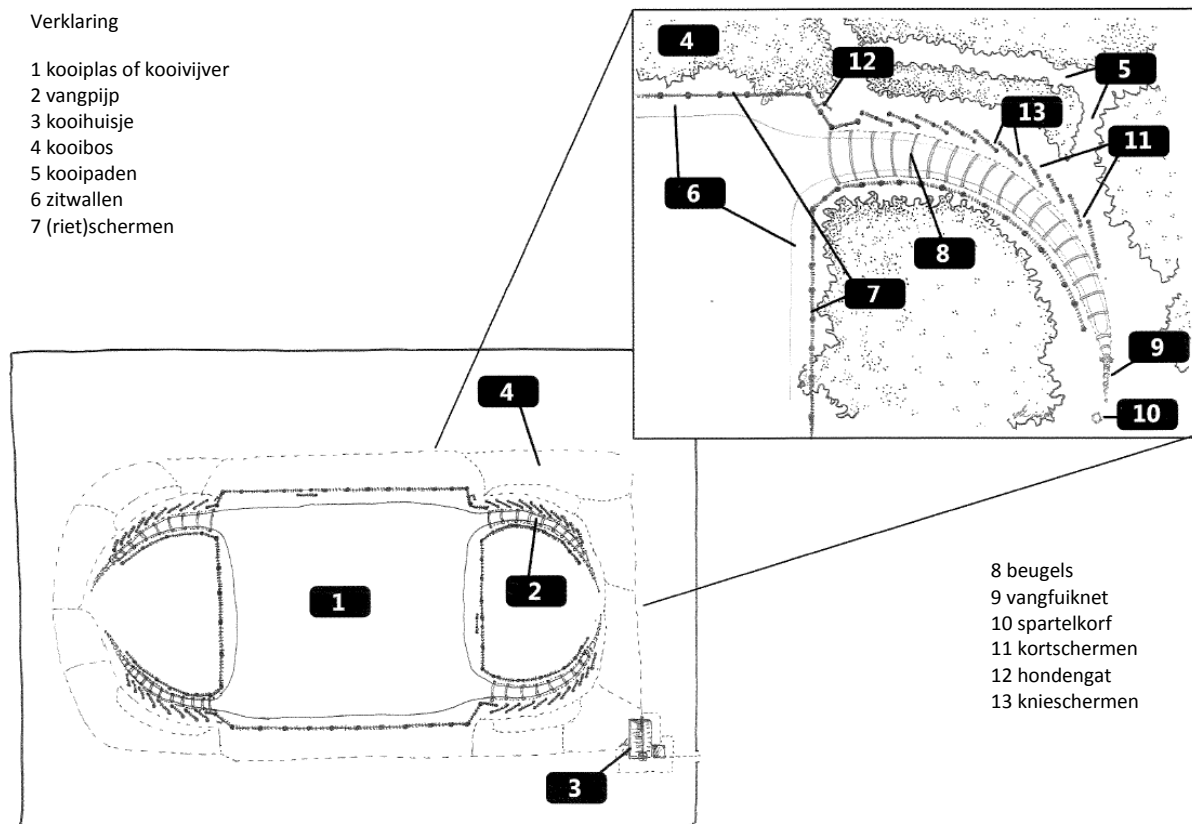 Verklaring
1 kooiplas of kooivijver
2 vangpijp
3 kooihuisje
4 kooibos
5 kooipaden
6 zitwallen
7 (riet)schermen
4
12
5
13
11
6
8
7
9
10
4
2
1
3
8 beugels
9 vangfuiknet
10 spartelkorf
11 kortschermen
12 hondengat
13 knieschermen